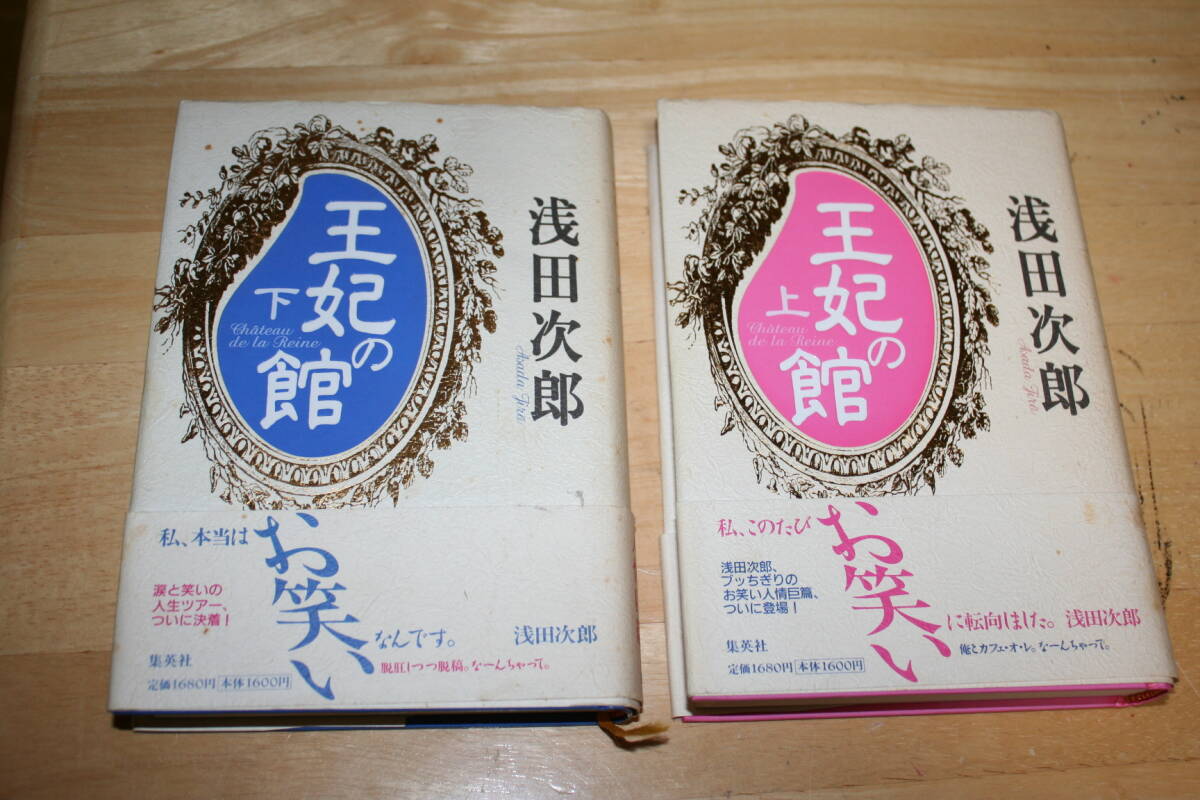 王妃の館
下
Château
de la Reine
浅田次郎
Asada Jiro
私、本当は
お笑い
なんです。
浅田次郎
涙と笑いの
人生ツアー、
ついに決着！
脱肛しつつ脱稿。なーんちゃって。
集英社
定価1680円 本体1600円
王妃の館
上
Château
de la Reine
浅田次郎
Asada Jiro
私、このたび
お笑い
に転向しました。 浅田次郎
浅田次郎、
ブッちぎりの
お笑い人情巨篇、
ついに登場！
俺とカフェ・オ・レ。なーんちゃって。
集英社
定価1680円 本体1600円